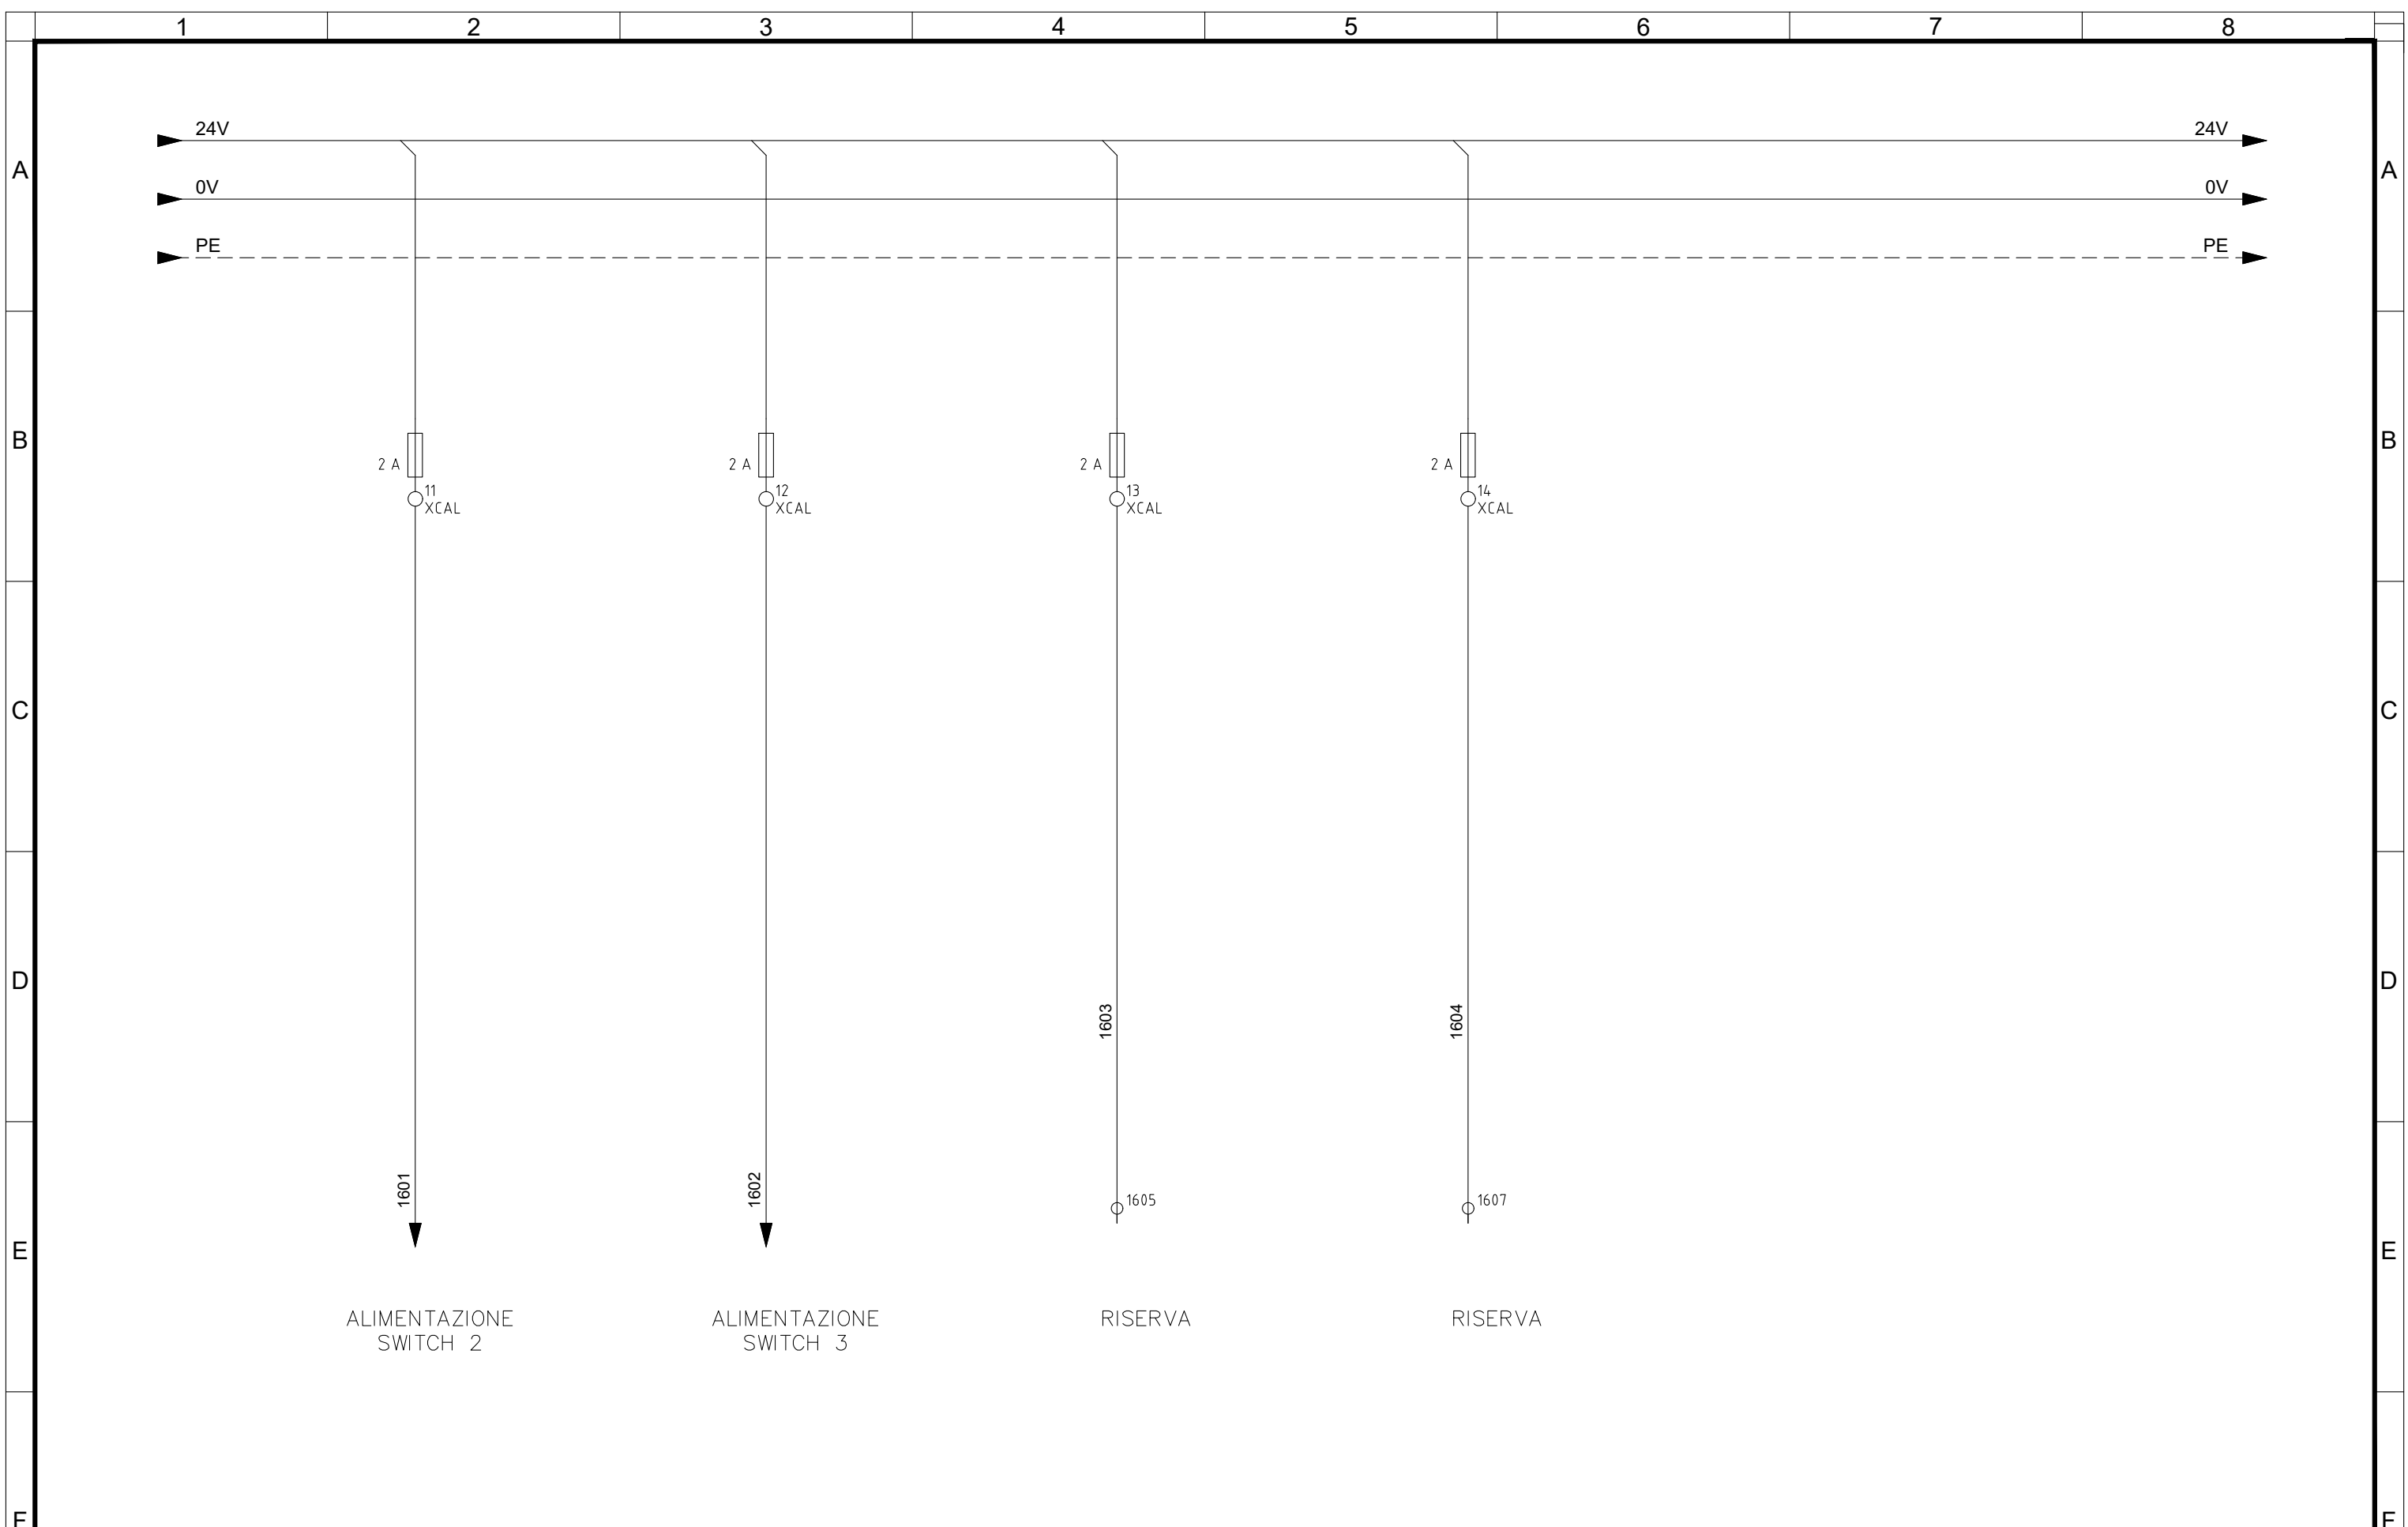 1 2 3 4 5 6 7 8
24V 24V
A A
0V 0V
PE PE
B B
2 A 2 A 2 A 2 A
11 12 13 14
XCAL XCAL XCAL XCAL
C C
D D
1603 1604
1601 1602
1605 1607
E E
ALIMENTAZIONE ALIMENTAZIONE RISERVA RISERVA
SWITCH 2 SWITCH 3
F F